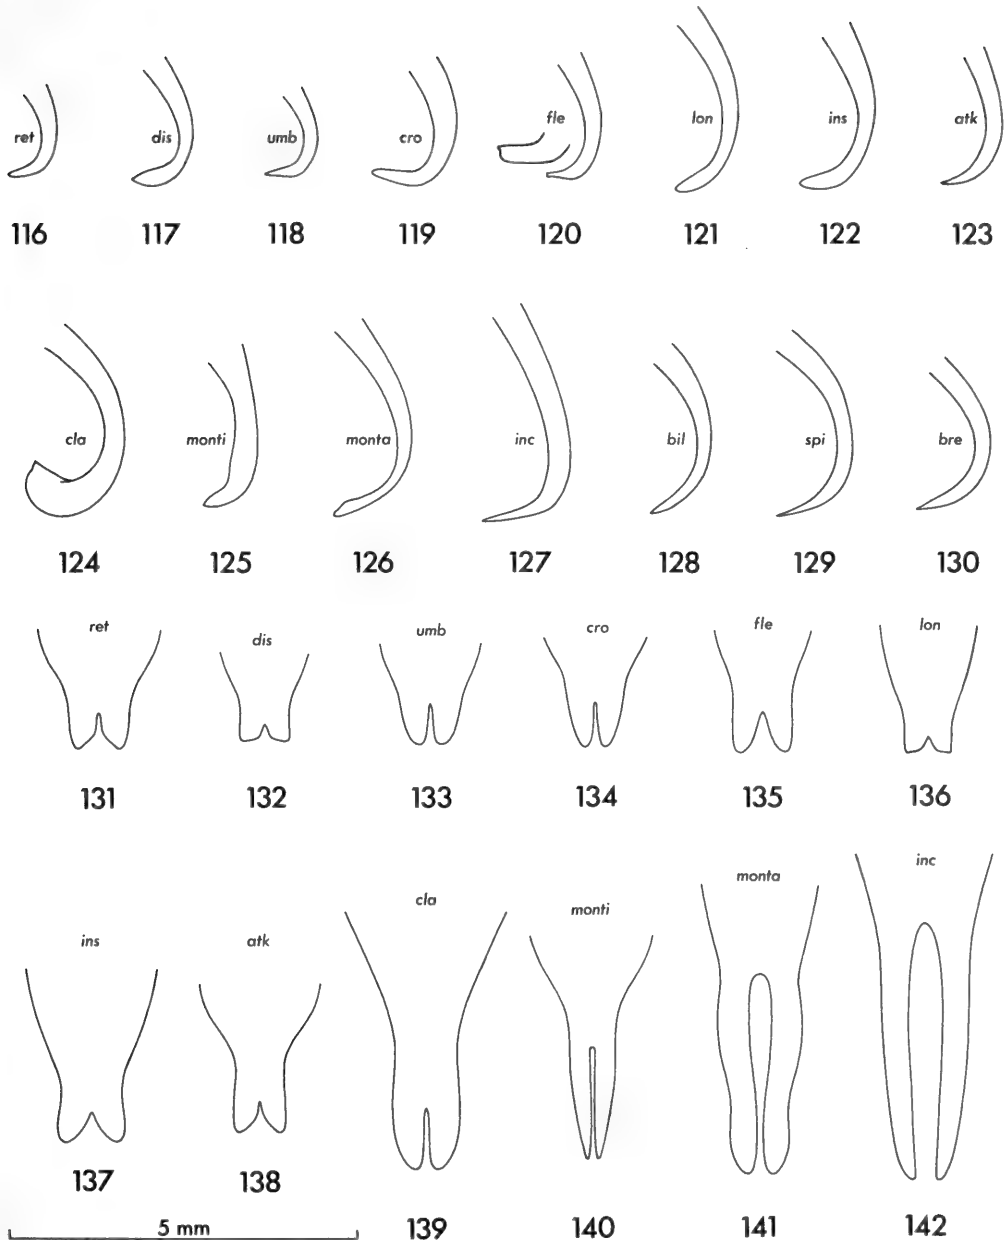 ret dis umb cro fle lon ins atk
116 117 118 119 120 121 122 123
cla monti monta inc bil spi bre
124 125 126 127 128 129 130
ret dis umb cro fle lon
131 132 133 134 135 136
ins atk cla monti monta inc
137 138
5 mm 139 140 141 142